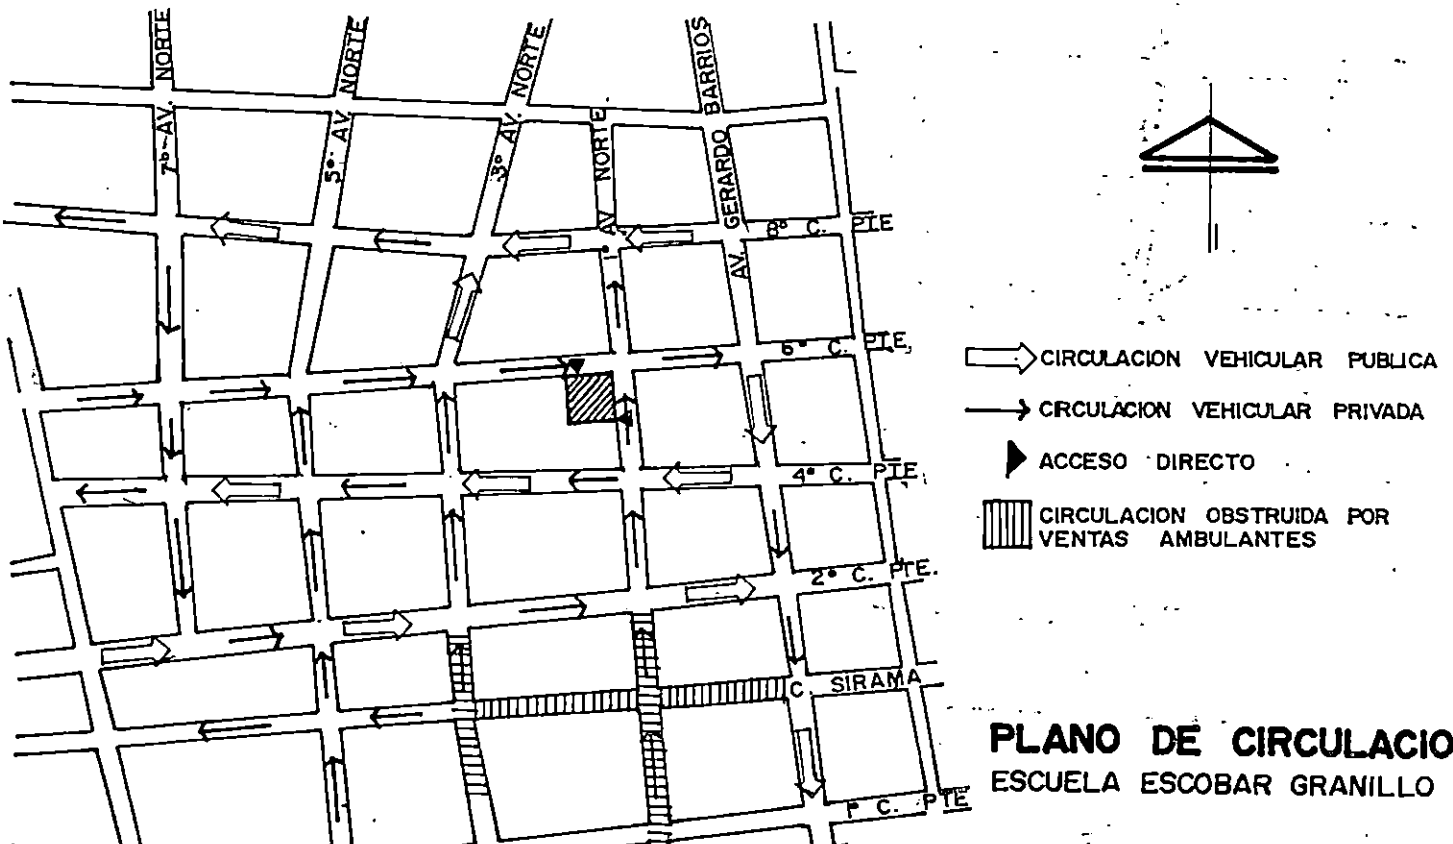 7ª AV. NORTE
5ª AV. NORTE
3ª AV. NORTE
1ª AV. NORTE.
AV. GERARDO BARRIOS
8ª C. PTE
6ª C. PTE.
4ª C. PTE.
2ª C. PTE.
C. SIRAMA
1ª C. PTE
CIRCULACION VEHICULAR PUBLICA
CIRCULACION VEHICULAR PRIVADA
ACCESO DIRECTO
CIRCULACION OBSTRUIDA POR
VENTAS AMBULANTES
PLANO DE CIRCULACIO
ESCUELA ESCOBAR GRANILLO